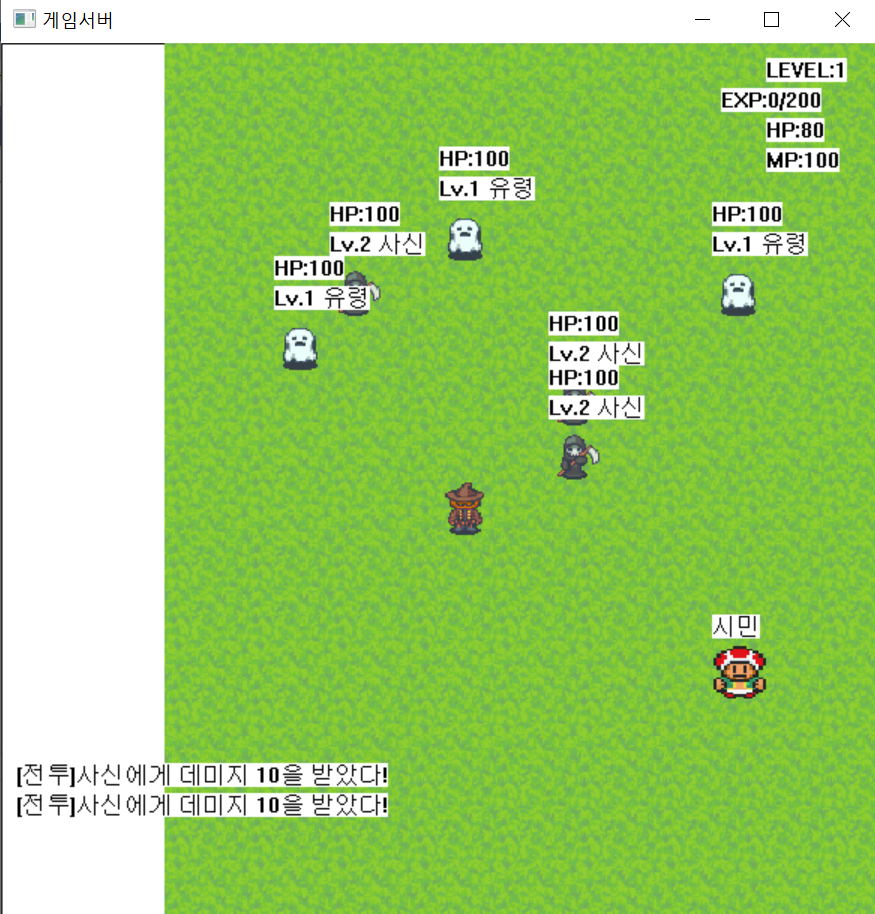 게임서버
LEVEL:1
EXP:0/200
HP:80
MP:100
HP:100
Lv.1 유령
HP:100
Lv.2 사신
HP:100
Lv.1 유령
HP:100
Lv.1 유령
HP:100
Lv.2 사신
HP:100
Lv.2 사신
시민
[전투]사신에게 데미지 10을 받았다!
[전투]사신에게 데미지 10을 받았다!